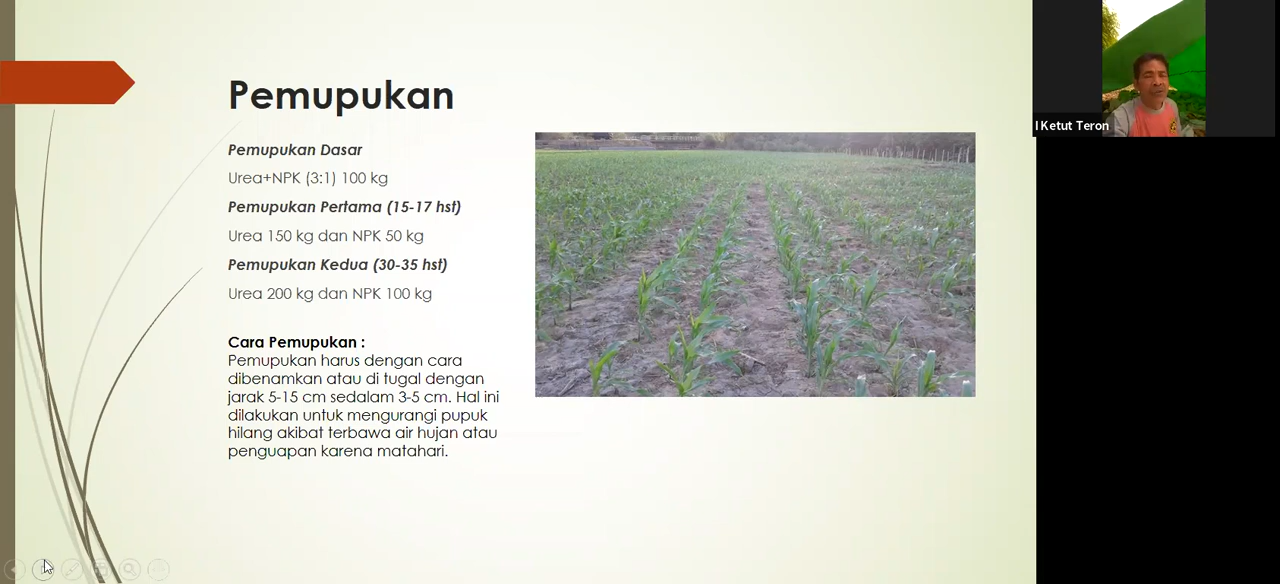 Pemupukan
Pemupukan Dasar
Urea+NPK (3:1) 100 kg
Pemupukan Pertama (15-17 hst)
Urea 150 kg dan NPK 50 kg
Pemupukan Kedua (30-35 hst)
Urea 200 kg dan NPK 100 kg
Cara Pemupukan :
Pemupukan harus dengan cara
dibenamkan atau di tugal dengan
jarak 5-15 cm sedalam 3-5 cm. Hal ini
dilakukan untuk mengurangi pupuk
hilang akibat terbawa air hujan atau
penguapan karena matahari.
I Ketut Teron